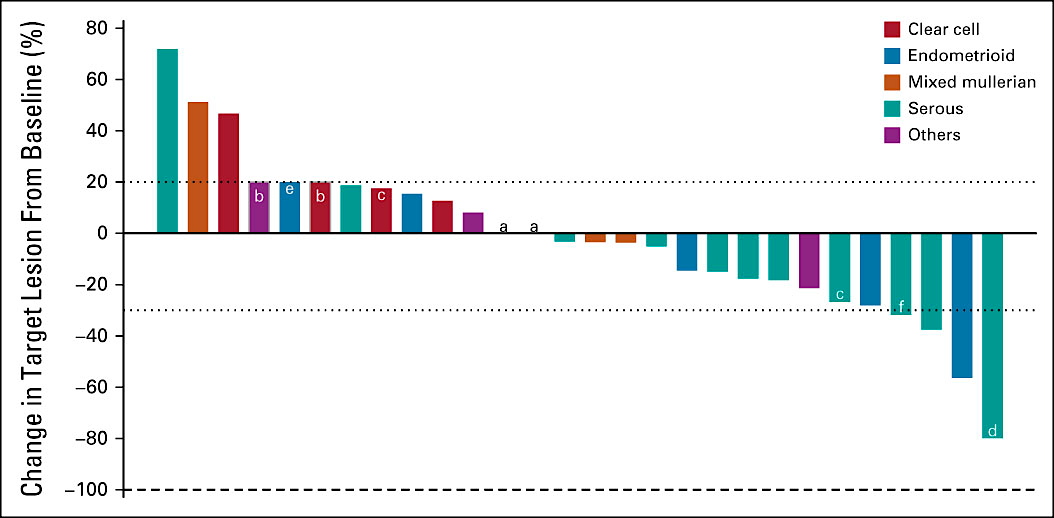 Change in Target Lesion From Baseline (%)
80
60
40
20
0
–20
–40
–60
–80
–100
Clear cell
Endometrioid
Mixed mullerian
Serous
Others
b
e
b
c
a
a
c
f
d